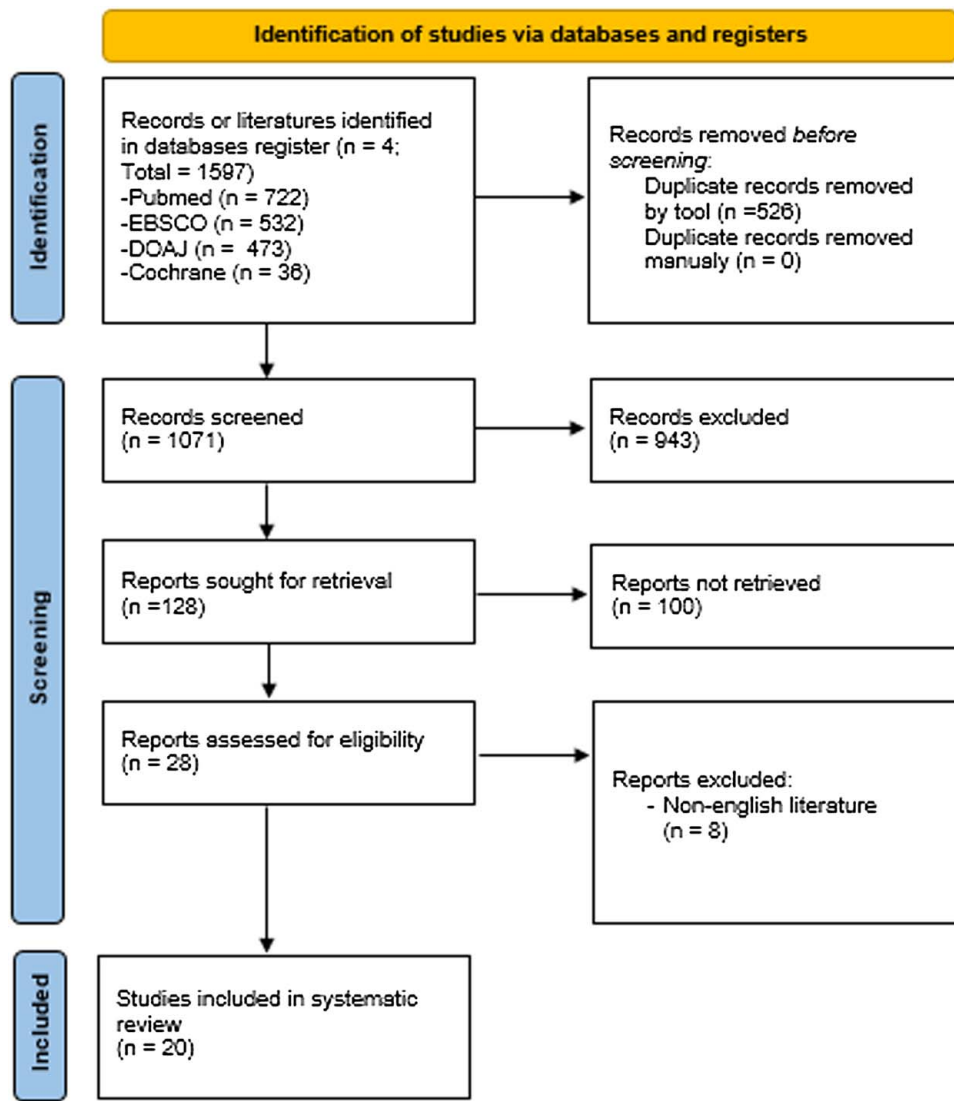 Identification of studies via databases and registers
Identification
Records or literatures identified
in databases register (n = 4;
Total = 1597)
-Pubmed (n = 722)
-EBSCO (n = 532)
-DOAJ (n =  473)
-Cochrane (n = 36)
Records removed before
screening:
Duplicate records removed
by tool (n =526)
Duplicate records removed
manualy (n = 0)
Screening
Records screened
(n = 1071)
Records excluded
(n = 943)
Reports sought for retrieval
(n =128)
Reports not retrieved
(n = 100)
Reports assessed for eligibility
(n = 28)
Reports excluded:
- Non-english literature
(n = 8)
Included
Studies included in systematic
review
(n = 20)